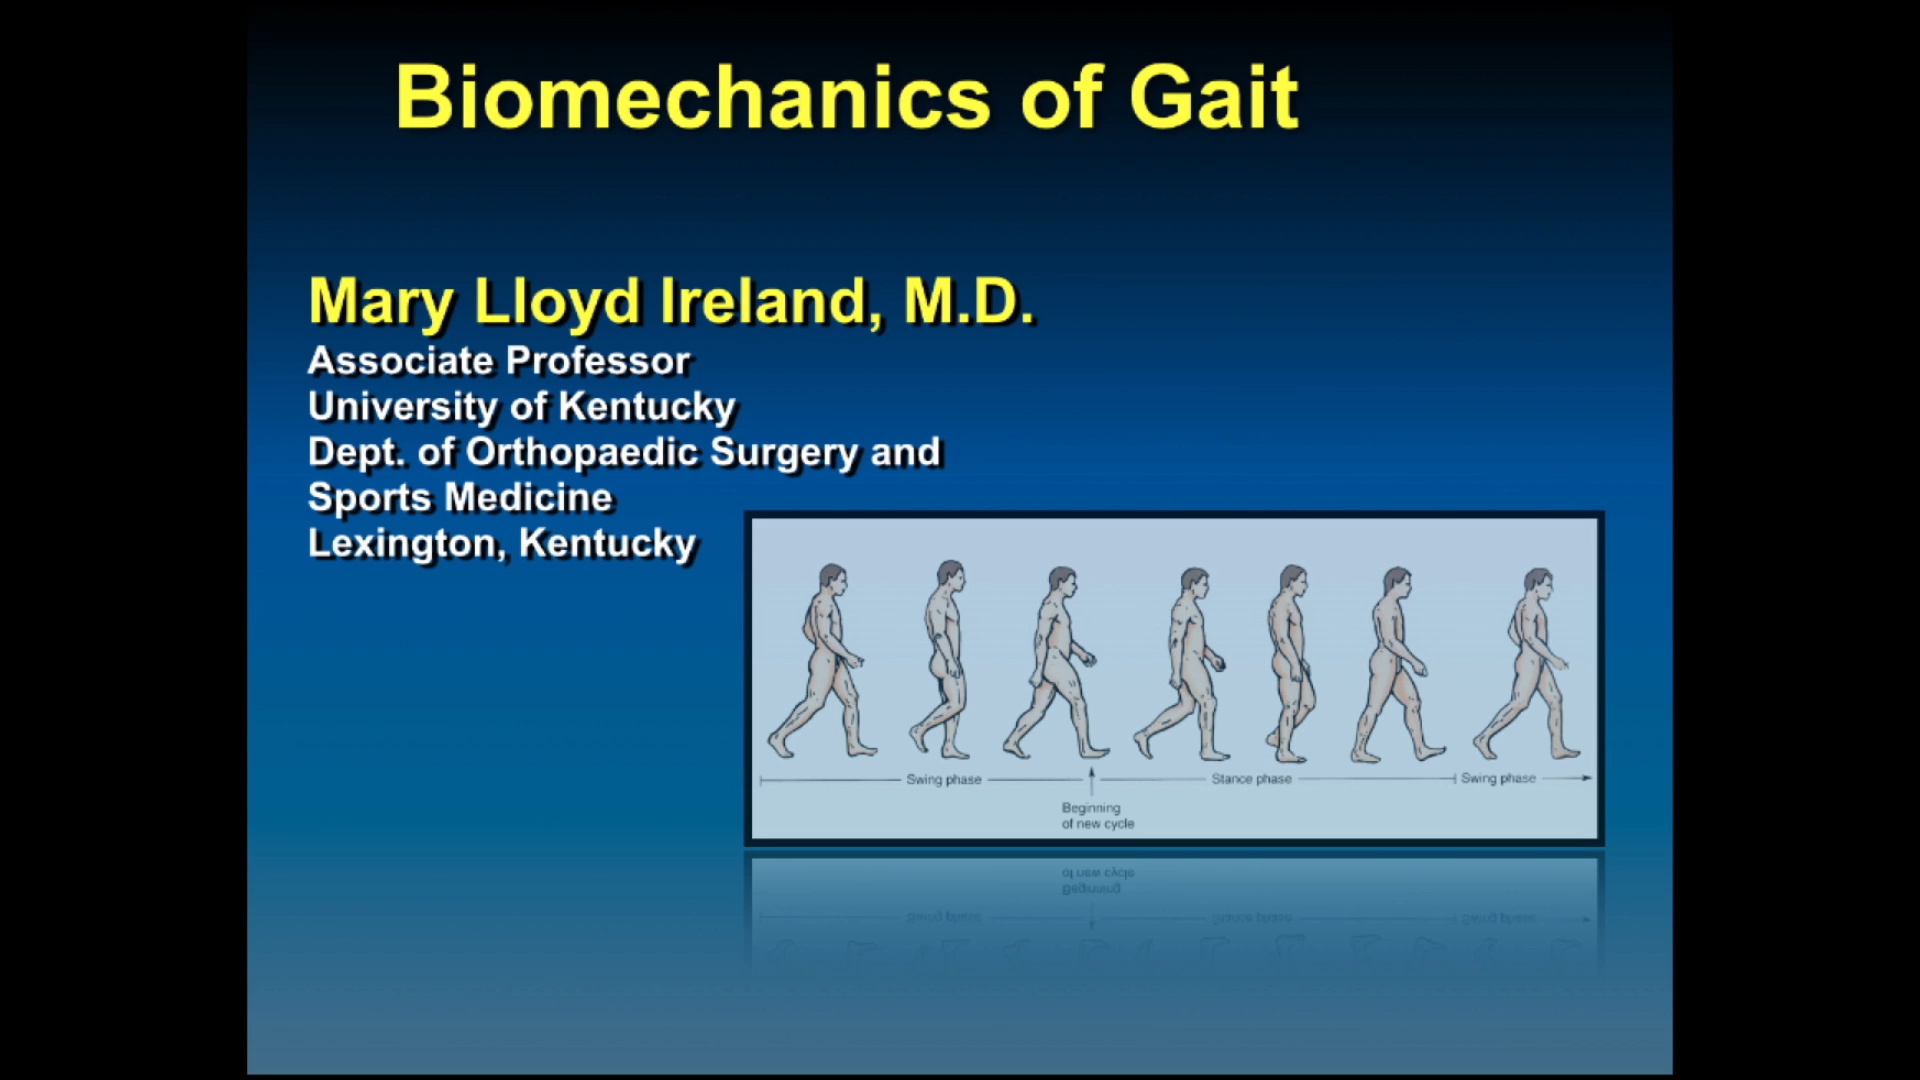 Biomechanics of Gait
Mary Lloyd Ireland, M.D.
Associate Professor
University of Kentucky
Dept. of Orthopaedic Surgery and
Sports Medicine
Lexington, Kentucky
Swing phase
Stance phase
Swing phase
Beginning
of new cycle